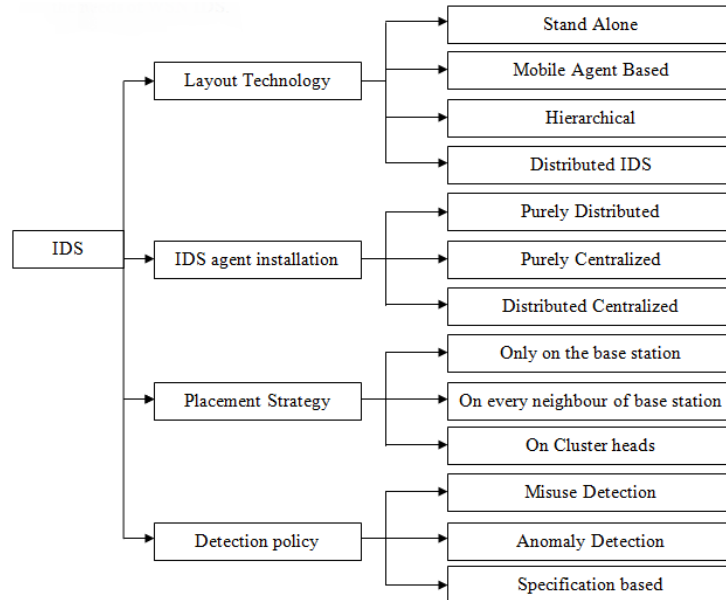 IDS
Layout Technology
Stand Alone
Mobile Agent Based
Hierarchical
Distributed IDS
IDS agent installation
Purely Distributed
Purely Centralized
Distributed Centralized
Placement Strategy
Only on the base station
On every neighbour of base station
On Cluster heads
Detection policy
Misuse Detection
Anomaly Detection
Specification based